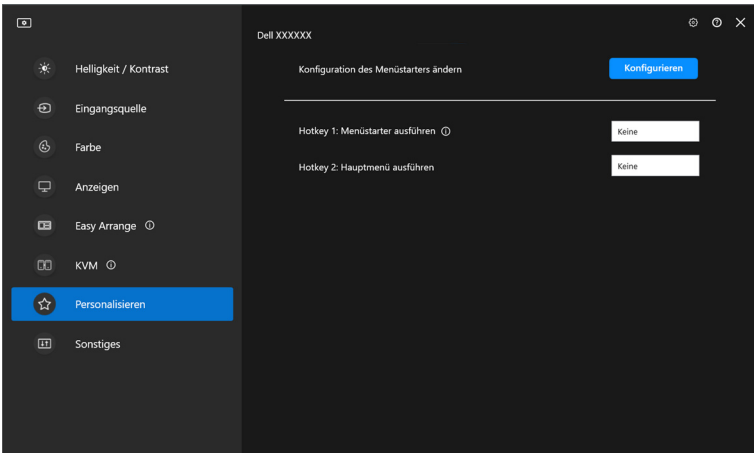 Dell XXXXXX
Helligkeit / Kontrast
Eingangsquelle
Farbe
Anzeigen
Easy Arrange
KVM
Personalisieren
Sonstiges
Konfiguration des Menüstarters ändern
Konfigurieren
Hotkey 1: Menüstarter ausführen
Keine
Hotkey 2: Hauptmenü ausführen
Keine